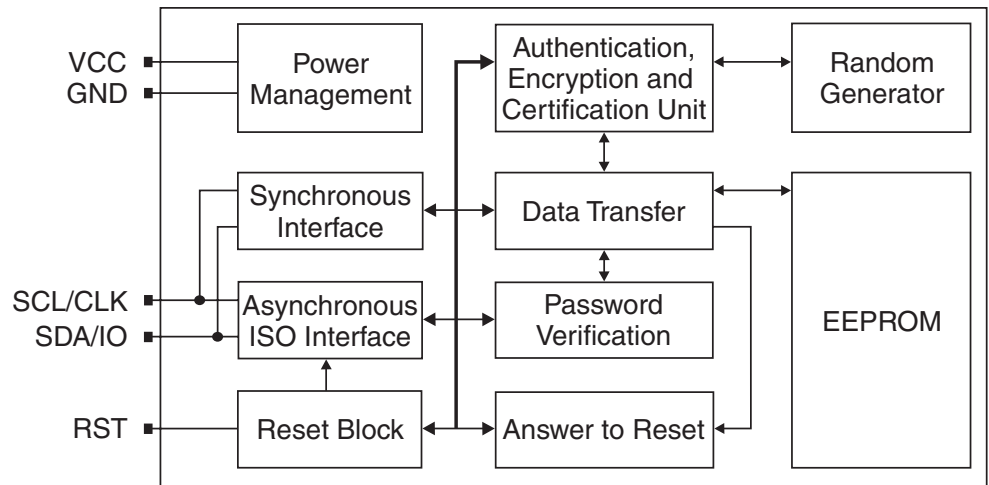 VCC
GND
Power
Management
Authentication,
Encryption and
Certification Unit
Random
Generator
Synchronous
Interface
Data Transfer
EEPROM
SCL/CLK
SDA/IO
Asynchronous
ISO Interface
Password
Verification
RST
Reset Block
Answer to Reset